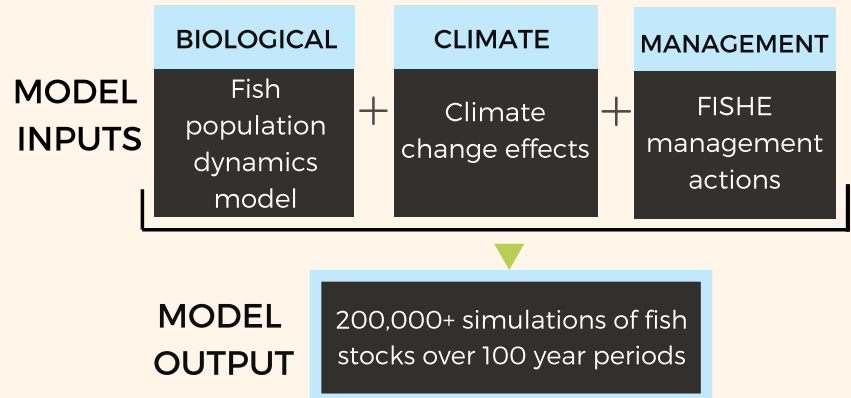 BIOLOGICAL
CLIMATE
MANAGEMENT
MODEL
INPUTS
Fish
population
dynamics
model
+
Climate
change effects
+
FISHE
management
actions
MODEL
OUTPUT
200,000+ simulations of fish
stocks over 100 year periods